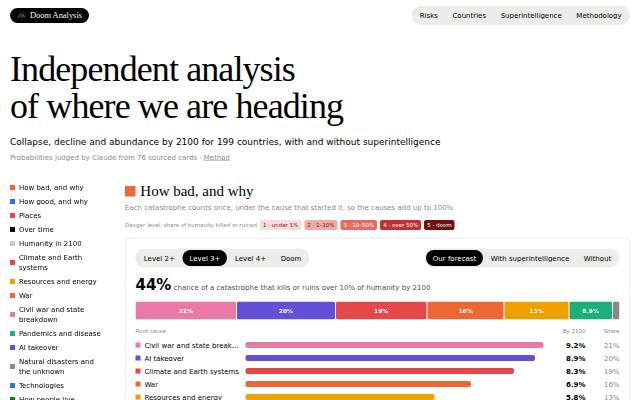 Doom Analysis
Risks Countries Superintelligence Methodology
Independent analysis
of where we are heading
Collapse, decline and abundance by 2100 for 199 countries, with and without superintelligence
Probabilities judged by Claude from 76 sourced cards · Method
How bad, and why
How good, and why
Places
Over time
Humanity in 2100
Climate and Earth
systems
Resources and energy
War
Civil war and state
breakdown
Pandemics and disease
AI takeover
Natural disasters and
the unknown
Technologies
How people live
How bad, and why
Each catastrophe counts once, under the cause that started it, so the causes add up to 100%
Danger level: share of humanity killed or ruined 1 · under 1% 2 · 1–10% 3 · 10–50% 4 · over 50% 5 · doom
Level 2+ Level 3+ Level 4+ Doom
Our forecast With superintelligence Without
44% chance of a catastrophe that kills or ruins over 10% of humanity by 2100
21% 20% 19% 16% 13% 8.9%
Root cause By 2100 Share
Civil war and state break... 9.2% 21%
AI takeover 8.9% 20%
Climate and Earth systems 8.3% 19%
War 6.9% 16%
Resources and energy 5.8% 13%